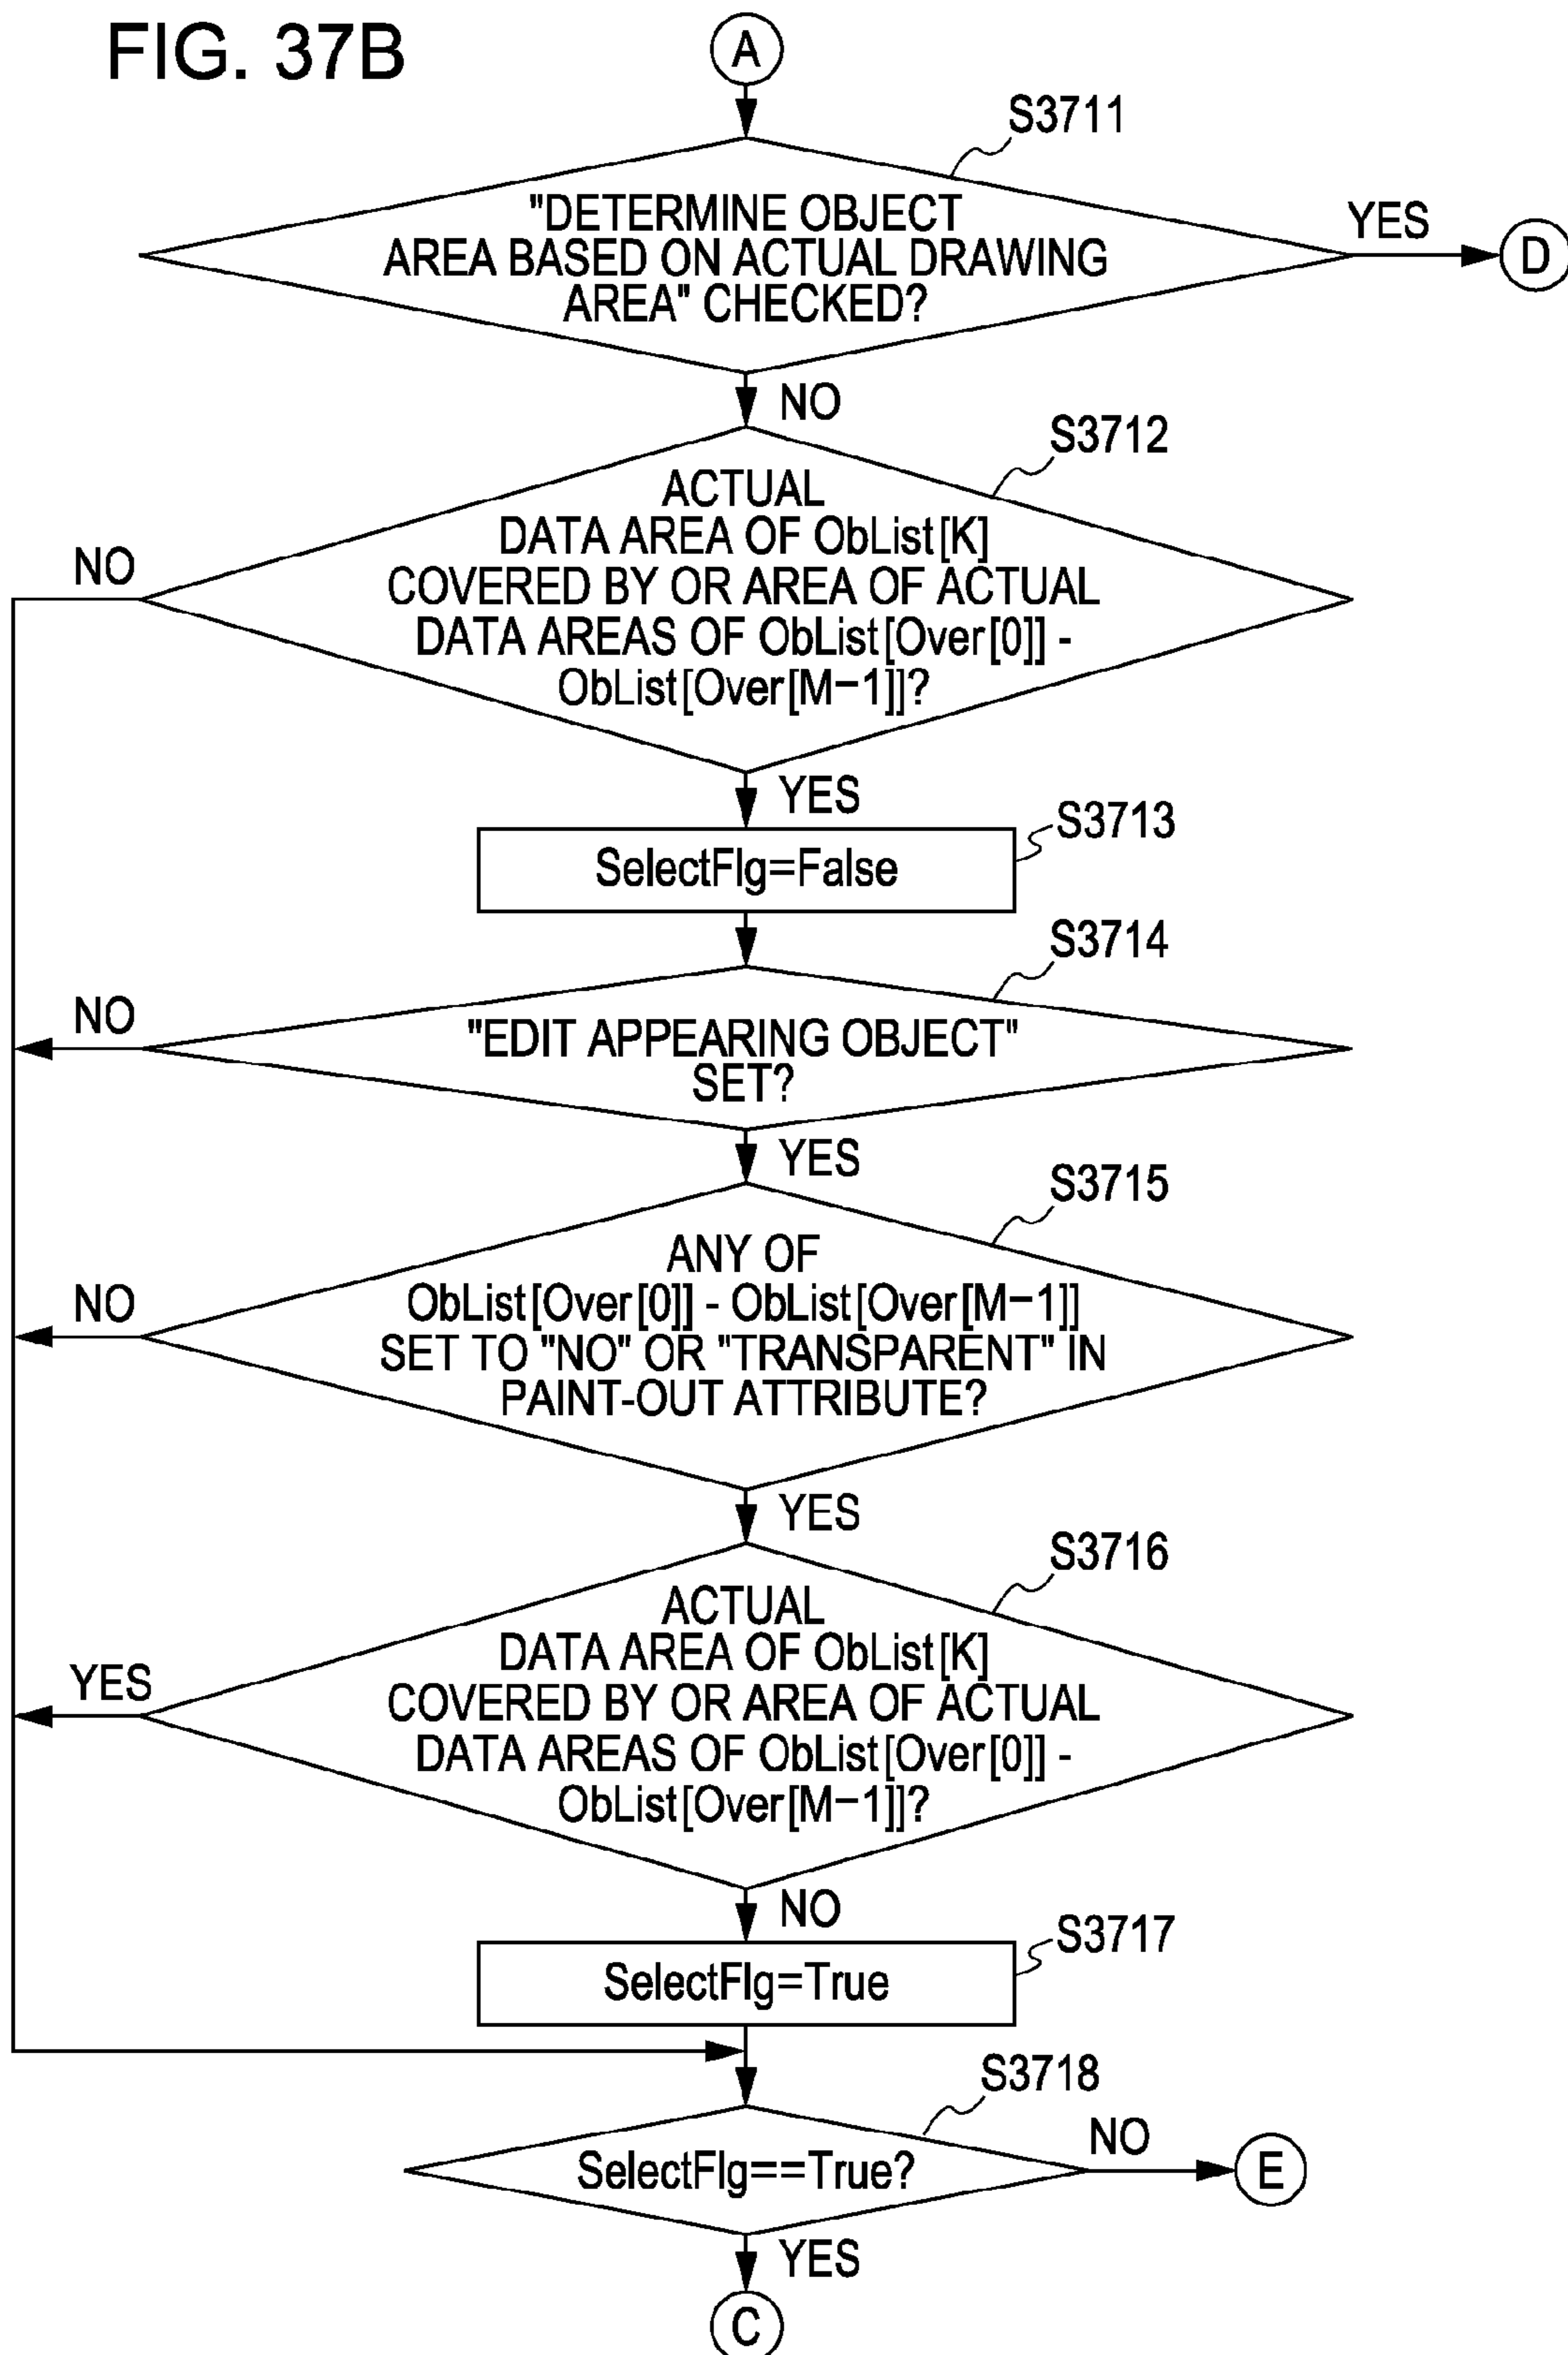 FIG. 37B
A
S3711
"DETERMINE OBJECT
AREA BASED ON ACTUAL DRAWING
AREA" CHECKED?
YES
D
NO
S3712
ACTUAL
DATA AREA OF ObList[K]
COVERED BY OR AREA OF ACTUAL
DATA AREAS OF ObList[Over[0]] -
ObList[Over[M−1]]?
NO
YES
S3713
SelectFlg=False
S3714
"EDIT APPEARING OBJECT"
SET?
NO
YES
S3715
ANY OF
ObList[Over[0]] - ObList[Over[M−1]]
SET TO "NO" OR "TRANSPARENT" IN
PAINT-OUT ATTRIBUTE?
NO
YES
S3716
ACTUAL
DATA AREA OF ObList[K]
COVERED BY OR AREA OF ACTUAL
DATA AREAS OF ObList[Over[0]] -
ObList[Over[M−1]]?
YES
NO
S3717
SelectFlg=True
S3718
SelectFlg==True?
NO
E
YES
C